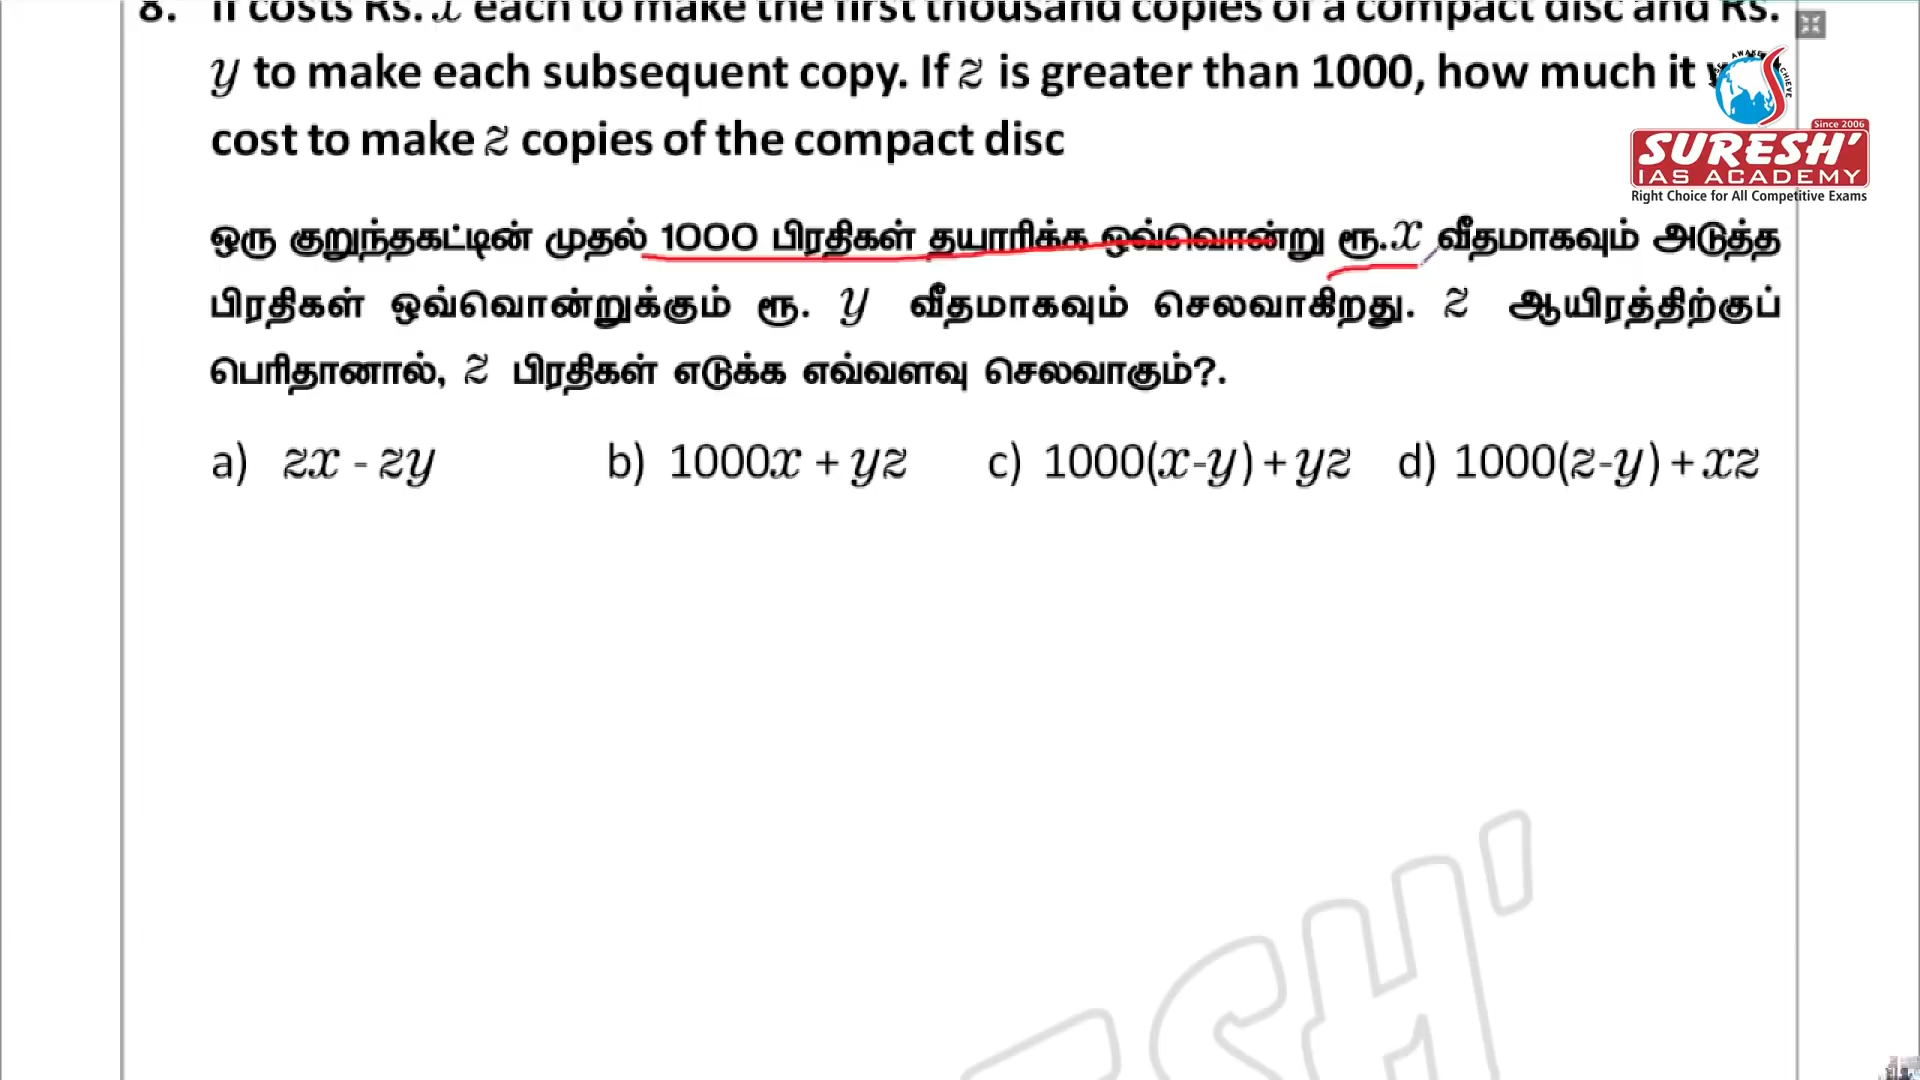 8. If costs Rs. x each to make the first thousand copies of a compact disc and Rs.
y to make each subsequent copy. If z is greater than 1000, how much it
cost to make z copies of the compact disc
AWAKE
ACHIEVE
Since 2006
SURESH'
IAS ACADEMY
Right Choice for All Competitive Exams
ஒரு குறுந்தகட்டின் முதல் 1000 பிரதிகள் தயாரிக்க ஒவ்வொன்று ரூ.x வீதமாகவும் அடுத்த
பிரதிகள் ஒவ்வொன்றுக்கும் ரூ. y வீதமாகவும் செலவாகிறது. z ஆயிரத்திற்குப்
பெரிதானால், z பிரதிகள் எடுக்க எவ்வளவு செலவாகும்?.
a) zx - zy b) 1000x + yz c) 1000(x-y) + yz d) 1000(z-y) + xz
ESH'